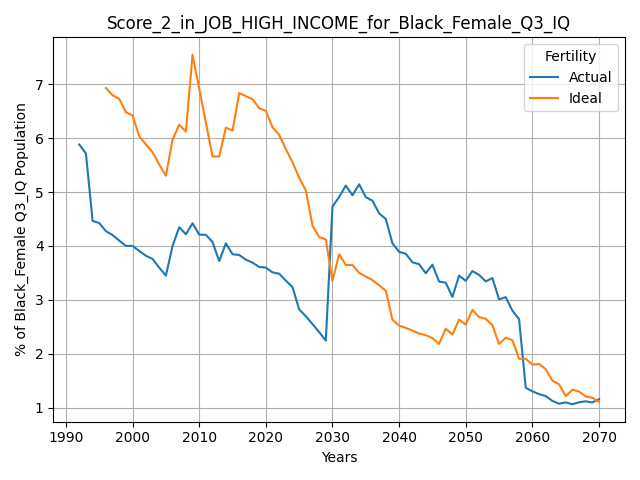 Score_2_in_JOB_HIGH_INCOME_for_Black_Female_Q3_IQ
Fertility
Actual
Ideal
% of Black_Female Q3_IQ Population
7
6
5
4
3
2
1
1990 2000 2010 2020 2030 2040 2050 2060 2070
Years